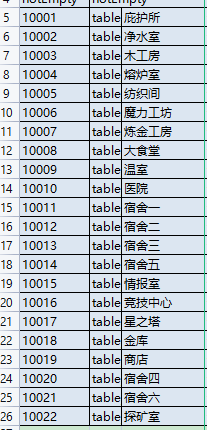 4 notEmpty notEmpty
5 10001 table 庇护所
6 10002 table 净水室
7 10003 table 木工房
8 10004 table 熔炉室
9 10005 table 纺织间
10 10006 table 魔力工坊
11 10007 table 炼金工房
12 10008 table 大食堂
13 10009 table 温室
14 10010 table 医院
15 10011 table 宿舍一
16 10012 table 宿舍二
17 10013 table 宿舍三
18 10014 table 宿舍五
19 10015 table 情报室
20 10016 table 竞技中心
21 10017 table 星之塔
22 10018 table 金库
23 10019 table 商店
24 10020 table 宿舍四
25 10021 table 宿舍六
26 10022 table 探矿室